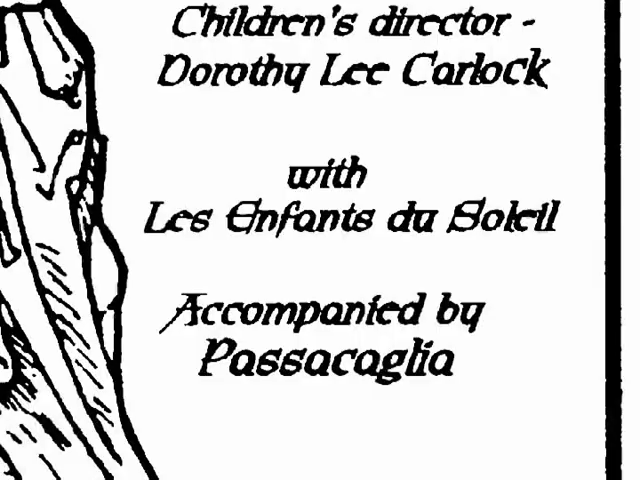 Children's director -
Dorothy Lee Carlock
with
Les Enfants du Soleil
Accompanied by
Passacaglia